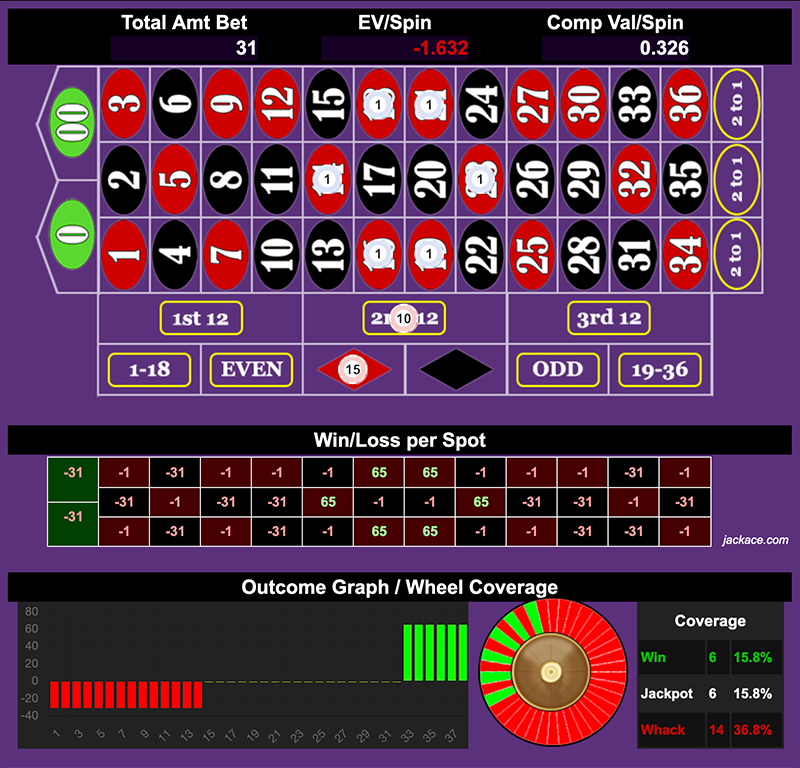 Total Amt Bet EV/Spin Comp Val/Spin
31 -1.632 0.326
00 3 6 9 12 15 1 1 24 27 30 33 36 2 to 1
2 5 8 11 1 17 20 1 26 29 32 35 2 to 1
0 1 4 7 10 13 1 1 22 25 28 31 34 2 to 1
1st 12 10 12 3rd 12
1-18 EVEN 15 ODD 19-36
Win/Loss per Spot
-31 -1 -31 -1 -1 -1 65 65 -1 -1 -1 -31 -1
-31 -1 -31 -31 65 -1 -1 65 -31 -31 -1 -31
-31 -1 -31 -1 -31 -1 65 65 -1 -1 -31 -31 -1
jackace.com
Outcome Graph / Wheel Coverage
80
60
40
20
0
-20
-40
1 3 5 7 9 11 13 15 17 19 21 23 25 27 29 31 33 35 37
Coverage
Win 6 15.8%
Jackpot 6 15.8%
Whack 14 36.8%